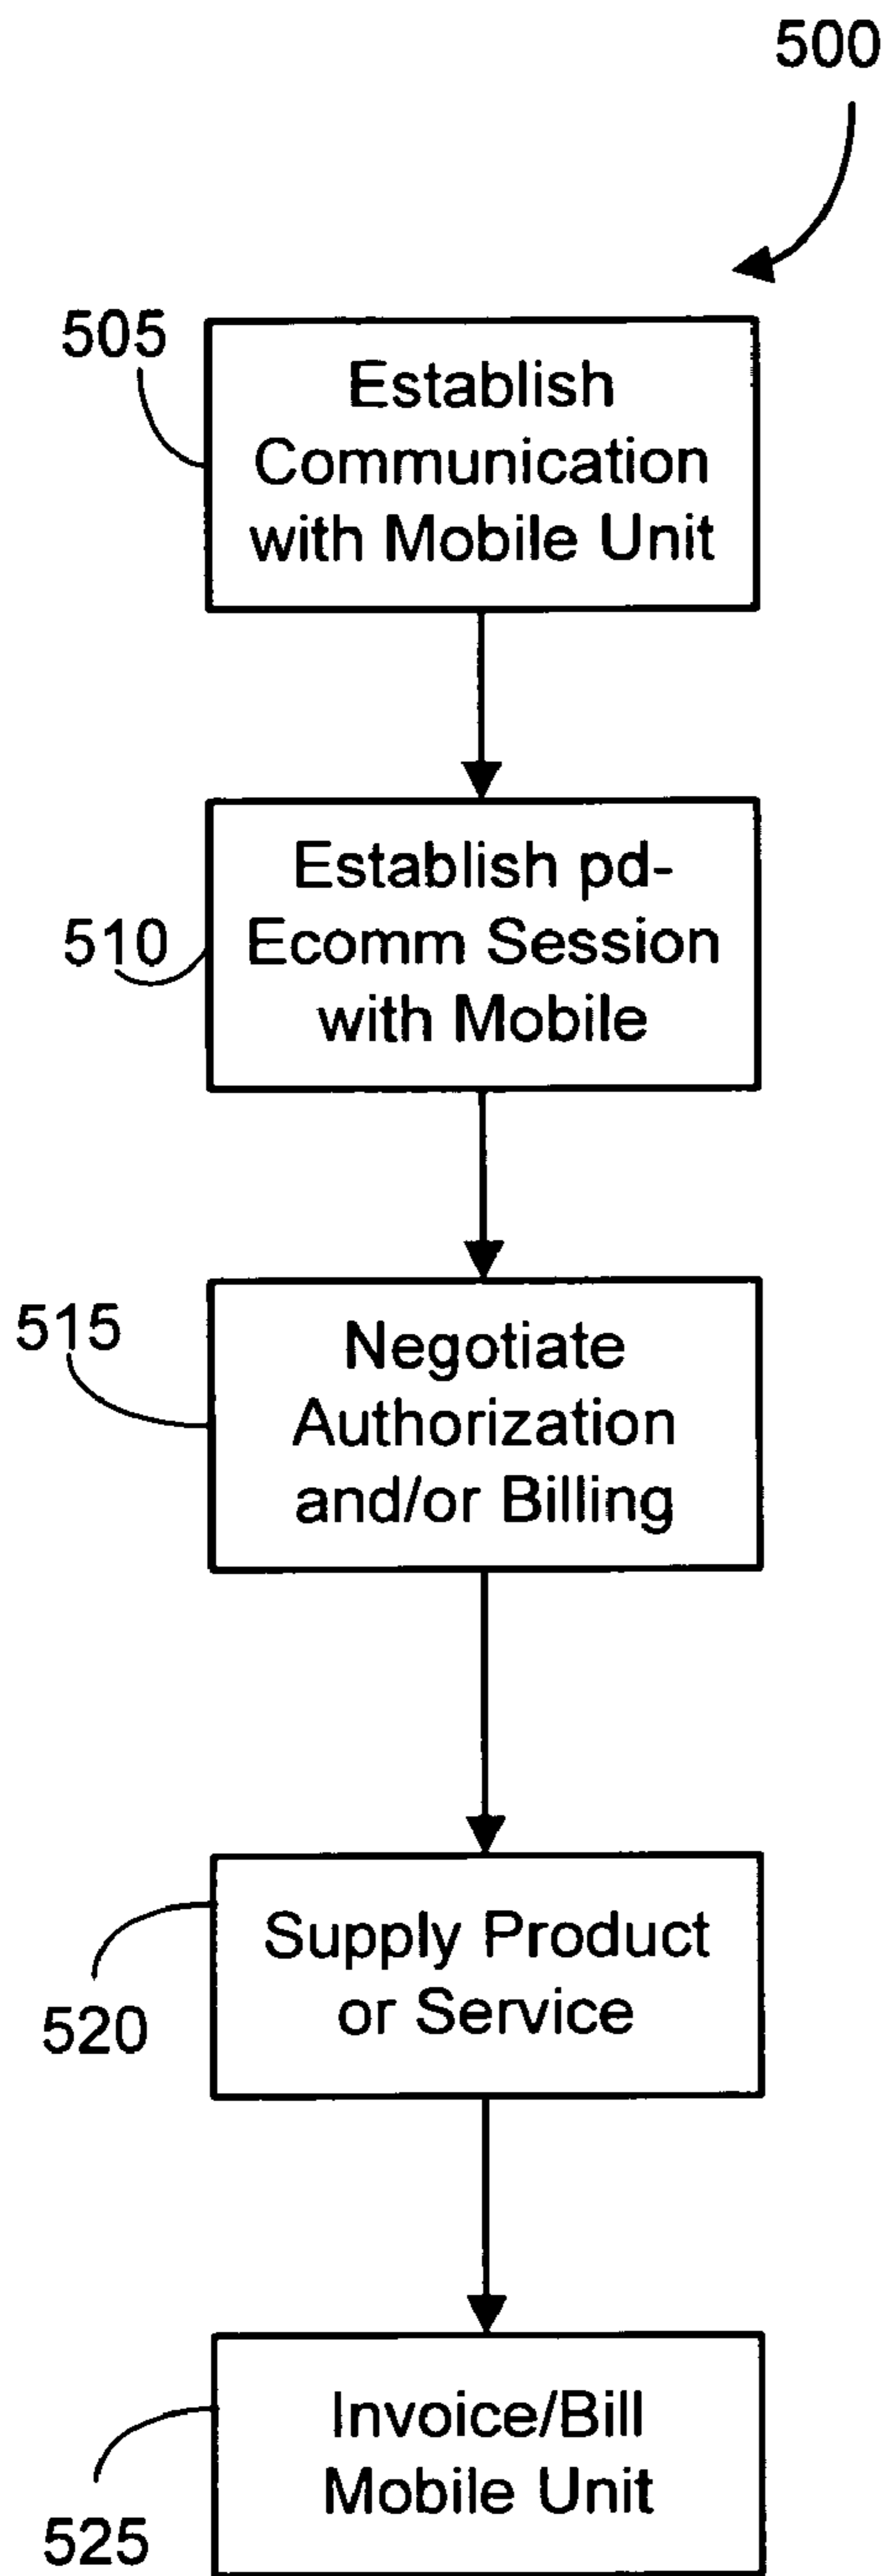 500
505
Establish
Communication
with Mobile Unit
510
Establish pd-
Ecomm Session
with Mobile
515
Negotiate
Authorization
and/or Billing
520
Supply Product
or Service
525
Invoice/Bill
Mobile Unit